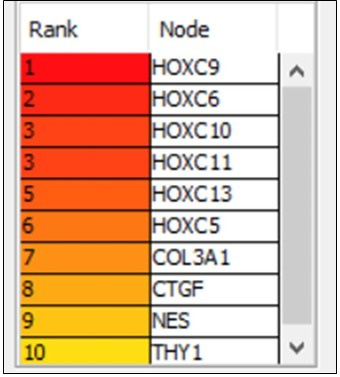 Rank Node
1 HOXC9
2 HOXC6
3 HOXC10
3 HOXC11
5 HOXC13
6 HOXC5
7 COL3A1
8 CTGF
9 NES
10 THY1